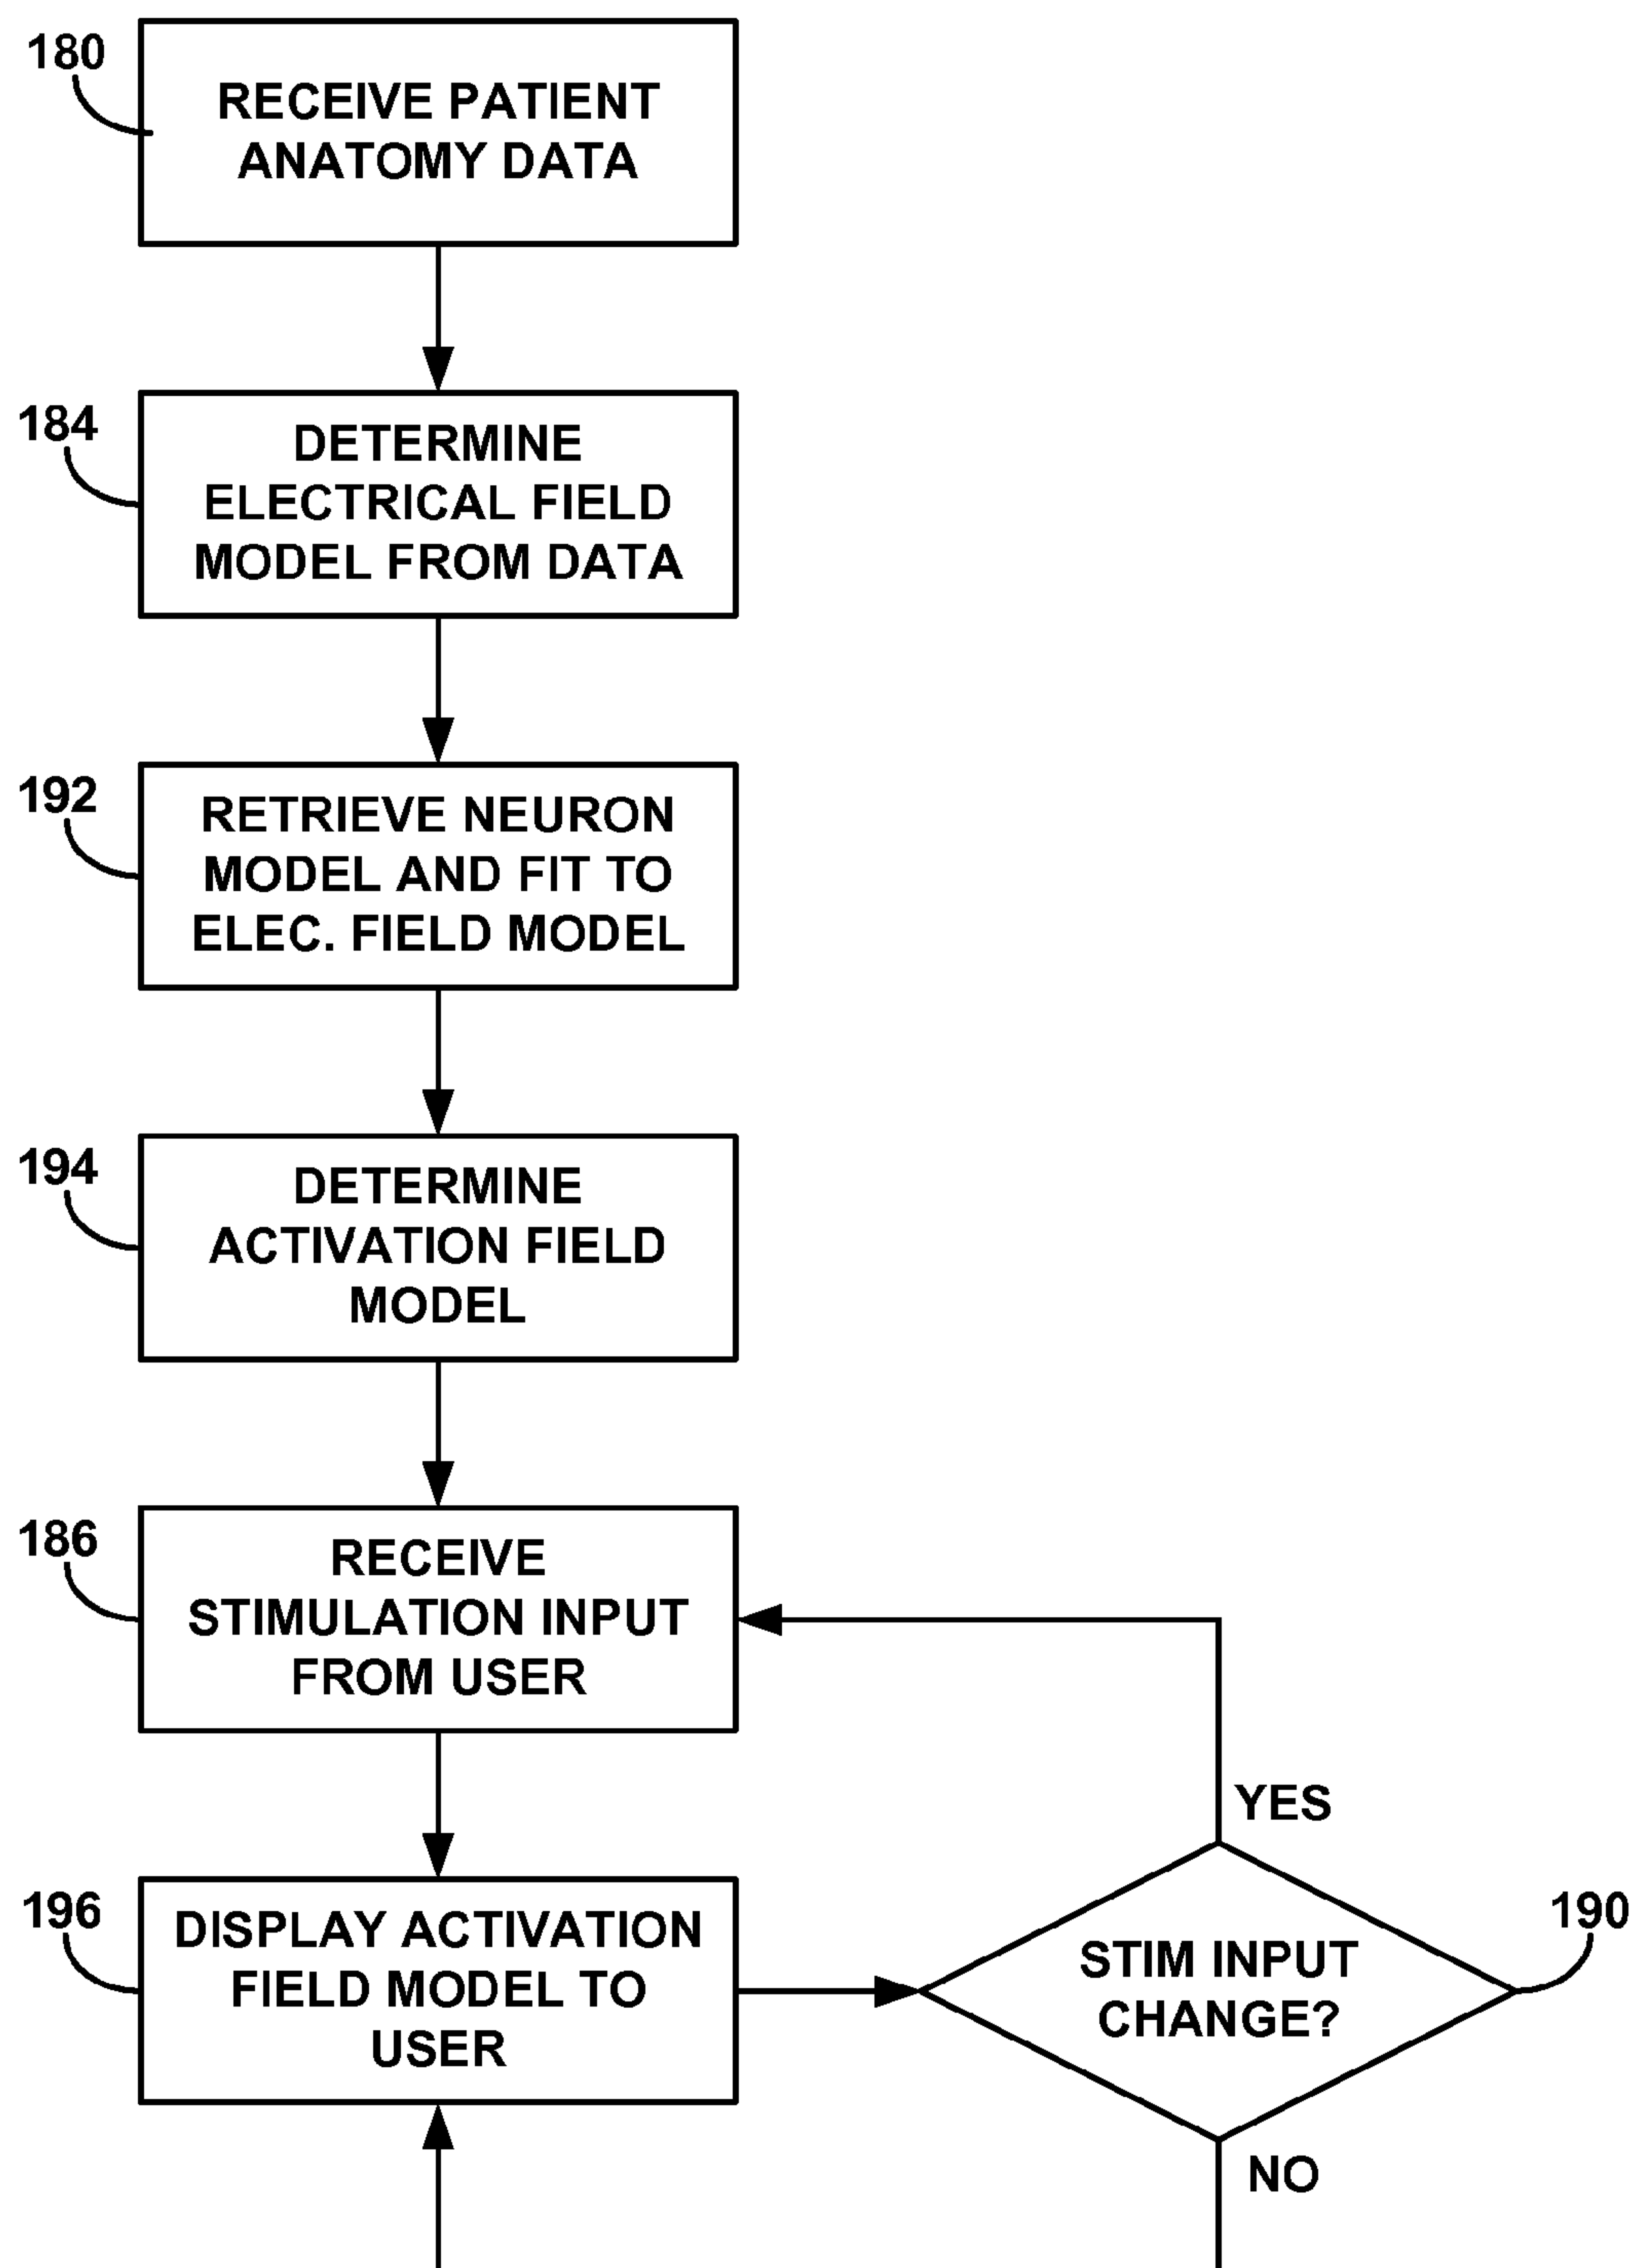 180
RECEIVE PATIENT
ANATOMY DATA
184
DETERMINE
ELECTRICAL FIELD
MODEL FROM DATA
192
RETRIEVE NEURON
MODEL AND FIT TO
ELEC. FIELD MODEL
194
DETERMINE
ACTIVATION FIELD
MODEL
186
RECEIVE
STIMULATION INPUT
FROM USER
YES
196
DISPLAY ACTIVATION
FIELD MODEL TO
USER
190
STIM INPUT
CHANGE?
NO